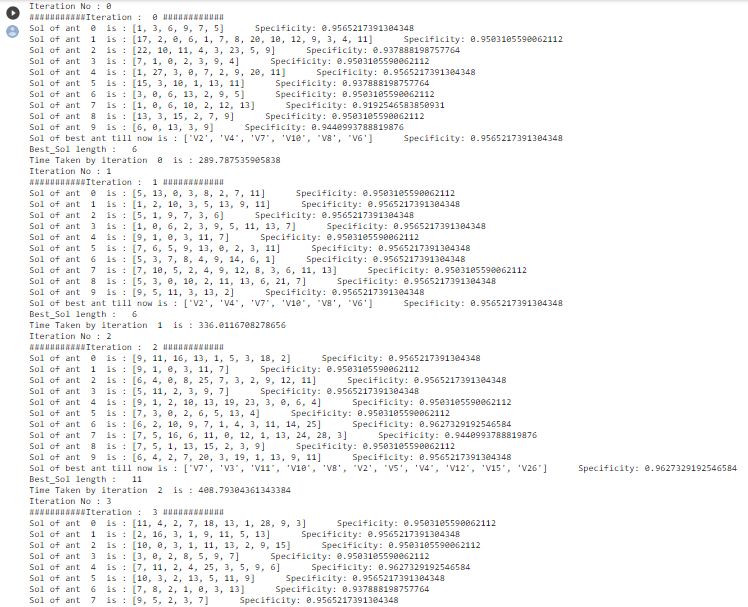 Iteration No : 0
###########Iteration :  0 ############
Sol of ant  0  is : [1, 3, 6, 9, 7, 5]      Specificity: 0.9565217391304348
Sol of ant  1  is : [17, 2, 0, 6, 1, 7, 8, 20, 10, 12, 9, 3, 4, 11]      Specificity: 0.9503105590062112
Sol of ant  2  is : [22, 10, 11, 4, 3, 23, 5, 9]      Specificity: 0.937888198757764
Sol of ant  3  is : [7, 1, 0, 2, 3, 9, 4]      Specificity: 0.9503105590062112
Sol of ant  4  is : [1, 27, 3, 0, 7, 2, 9, 20, 11]      Specificity: 0.9565217391304348
Sol of ant  5  is : [15, 3, 10, 1, 13, 11]      Specificity: 0.937888198757764
Sol of ant  6  is : [3, 0, 6, 13, 2, 9, 5]      Specificity: 0.9503105590062112
Sol of ant  7  is : [1, 0, 6, 10, 2, 12, 13]      Specificity: 0.9192546583850931
Sol of ant  8  is : [13, 3, 15, 2, 7, 9]      Specificity: 0.9503105590062112
Sol of ant  9  is : [6, 0, 13, 3, 9]      Specificity: 0.9440993788819876
Sol of best ant till now is : ['V2', 'V4', 'V7', 'V10', 'V8', 'V6']      Specificity: 0.9565217391304348
Best_Sol length :   6
Time Taken by iteration  0  is : 289.787535905838
Iteration No : 1
###########Iteration :  1 ############
Sol of ant  0  is : [5, 13, 0, 3, 8, 2, 7, 11]      Specificity: 0.9503105590062112
Sol of ant  1  is : [1, 2, 10, 3, 5, 13, 9, 11]      Specificity: 0.9565217391304348
Sol of ant  2  is : [5, 1, 9, 7, 3, 6]      Specificity: 0.9565217391304348
Sol of ant  3  is : [1, 0, 6, 2, 3, 9, 5, 11, 13, 7]      Specificity: 0.9565217391304348
Sol of ant  4  is : [9, 1, 0, 3, 11, 7]      Specificity: 0.9503105590062112
Sol of ant  5  is : [7, 6, 5, 9, 13, 0, 2, 3, 11]      Specificity: 0.9565217391304348
Sol of ant  6  is : [5, 3, 7, 8, 4, 9, 14, 6, 1]      Specificity: 0.9565217391304348
Sol of ant  7  is : [7, 10, 5, 2, 4, 9, 12, 8, 3, 6, 11, 13]      Specificity: 0.9503105590062112
Sol of ant  8  is : [5, 3, 0, 10, 2, 11, 13, 6, 21, 7]      Specificity: 0.9565217391304348
Sol of ant  9  is : [9, 5, 11, 3, 13, 2]      Specificity: 0.9565217391304348
Sol of best ant till now is : ['V2', 'V4', 'V7', 'V10', 'V8', 'V6']      Specificity: 0.9565217391304348
Best_Sol length :   6
Time Taken by iteration  1  is : 336.0116708278656
Iteration No : 2
###########Iteration :  2 ############
Sol of ant  0  is : [9, 11, 16, 13, 1, 5, 3, 18, 2]      Specificity: 0.9565217391304348
Sol of ant  1  is : [9, 1, 0, 3, 11, 7]      Specificity: 0.9503105590062112
Sol of ant  2  is : [6, 4, 0, 8, 25, 7, 3, 2, 9, 12, 11]      Specificity: 0.9565217391304348
Sol of ant  3  is : [5, 11, 2, 3, 9, 7]      Specificity: 0.9565217391304348
Sol of ant  4  is : [9, 1, 2, 10, 13, 19, 23, 3, 0, 6, 4]      Specificity: 0.9503105590062112
Sol of ant  5  is : [7, 3, 0, 2, 6, 5, 13, 4]      Specificity: 0.9503105590062112
Sol of ant  6  is : [6, 2, 10, 9, 7, 1, 4, 3, 11, 14, 25]      Specificity: 0.9627329192546584
Sol of ant  7  is : [7, 5, 16, 6, 11, 0, 12, 1, 13, 24, 28, 3]      Specificity: 0.9440993788819876
Sol of ant  8  is : [7, 5, 1, 13, 15, 2, 3, 9]      Specificity: 0.9503105590062112
Sol of ant  9  is : [6, 4, 2, 7, 20, 3, 19, 1, 13, 9, 11]      Specificity: 0.9565217391304348
Sol of best ant till now is : ['V7', 'V3', 'V11', 'V10', 'V8', 'V2', 'V5', 'V4', 'V12', 'V15', 'V26']      Specificity: 0.9627329192546584
Best_Sol length :   11
Time Taken by iteration  2  is : 408.79304361343384
Iteration No : 3
###########Iteration :  3 ############
Sol of ant  0  is : [11, 4, 2, 7, 18, 13, 1, 28, 9, 3]      Specificity: 0.9503105590062112
Sol of ant  1  is : [2, 16, 3, 1, 9, 11, 5, 13]      Specificity: 0.9565217391304348
Sol of ant  2  is : [10, 0, 3, 1, 11, 13, 2, 9, 15]      Specificity: 0.9503105590062112
Sol of ant  3  is : [3, 0, 2, 8, 5, 9, 7]      Specificity: 0.9503105590062112
Sol of ant  4  is : [7, 11, 2, 4, 25, 3, 5, 9, 6]      Specificity: 0.9627329192546584
Sol of ant  5  is : [10, 3, 2, 13, 5, 11, 9]      Specificity: 0.9565217391304348
Sol of ant  6  is : [7, 8, 2, 1, 0, 3, 13]      Specificity: 0.937888198757764
Sol of ant  7  is : [9, 5, 2, 3, 7]      Specificity: 0.9565217391304348